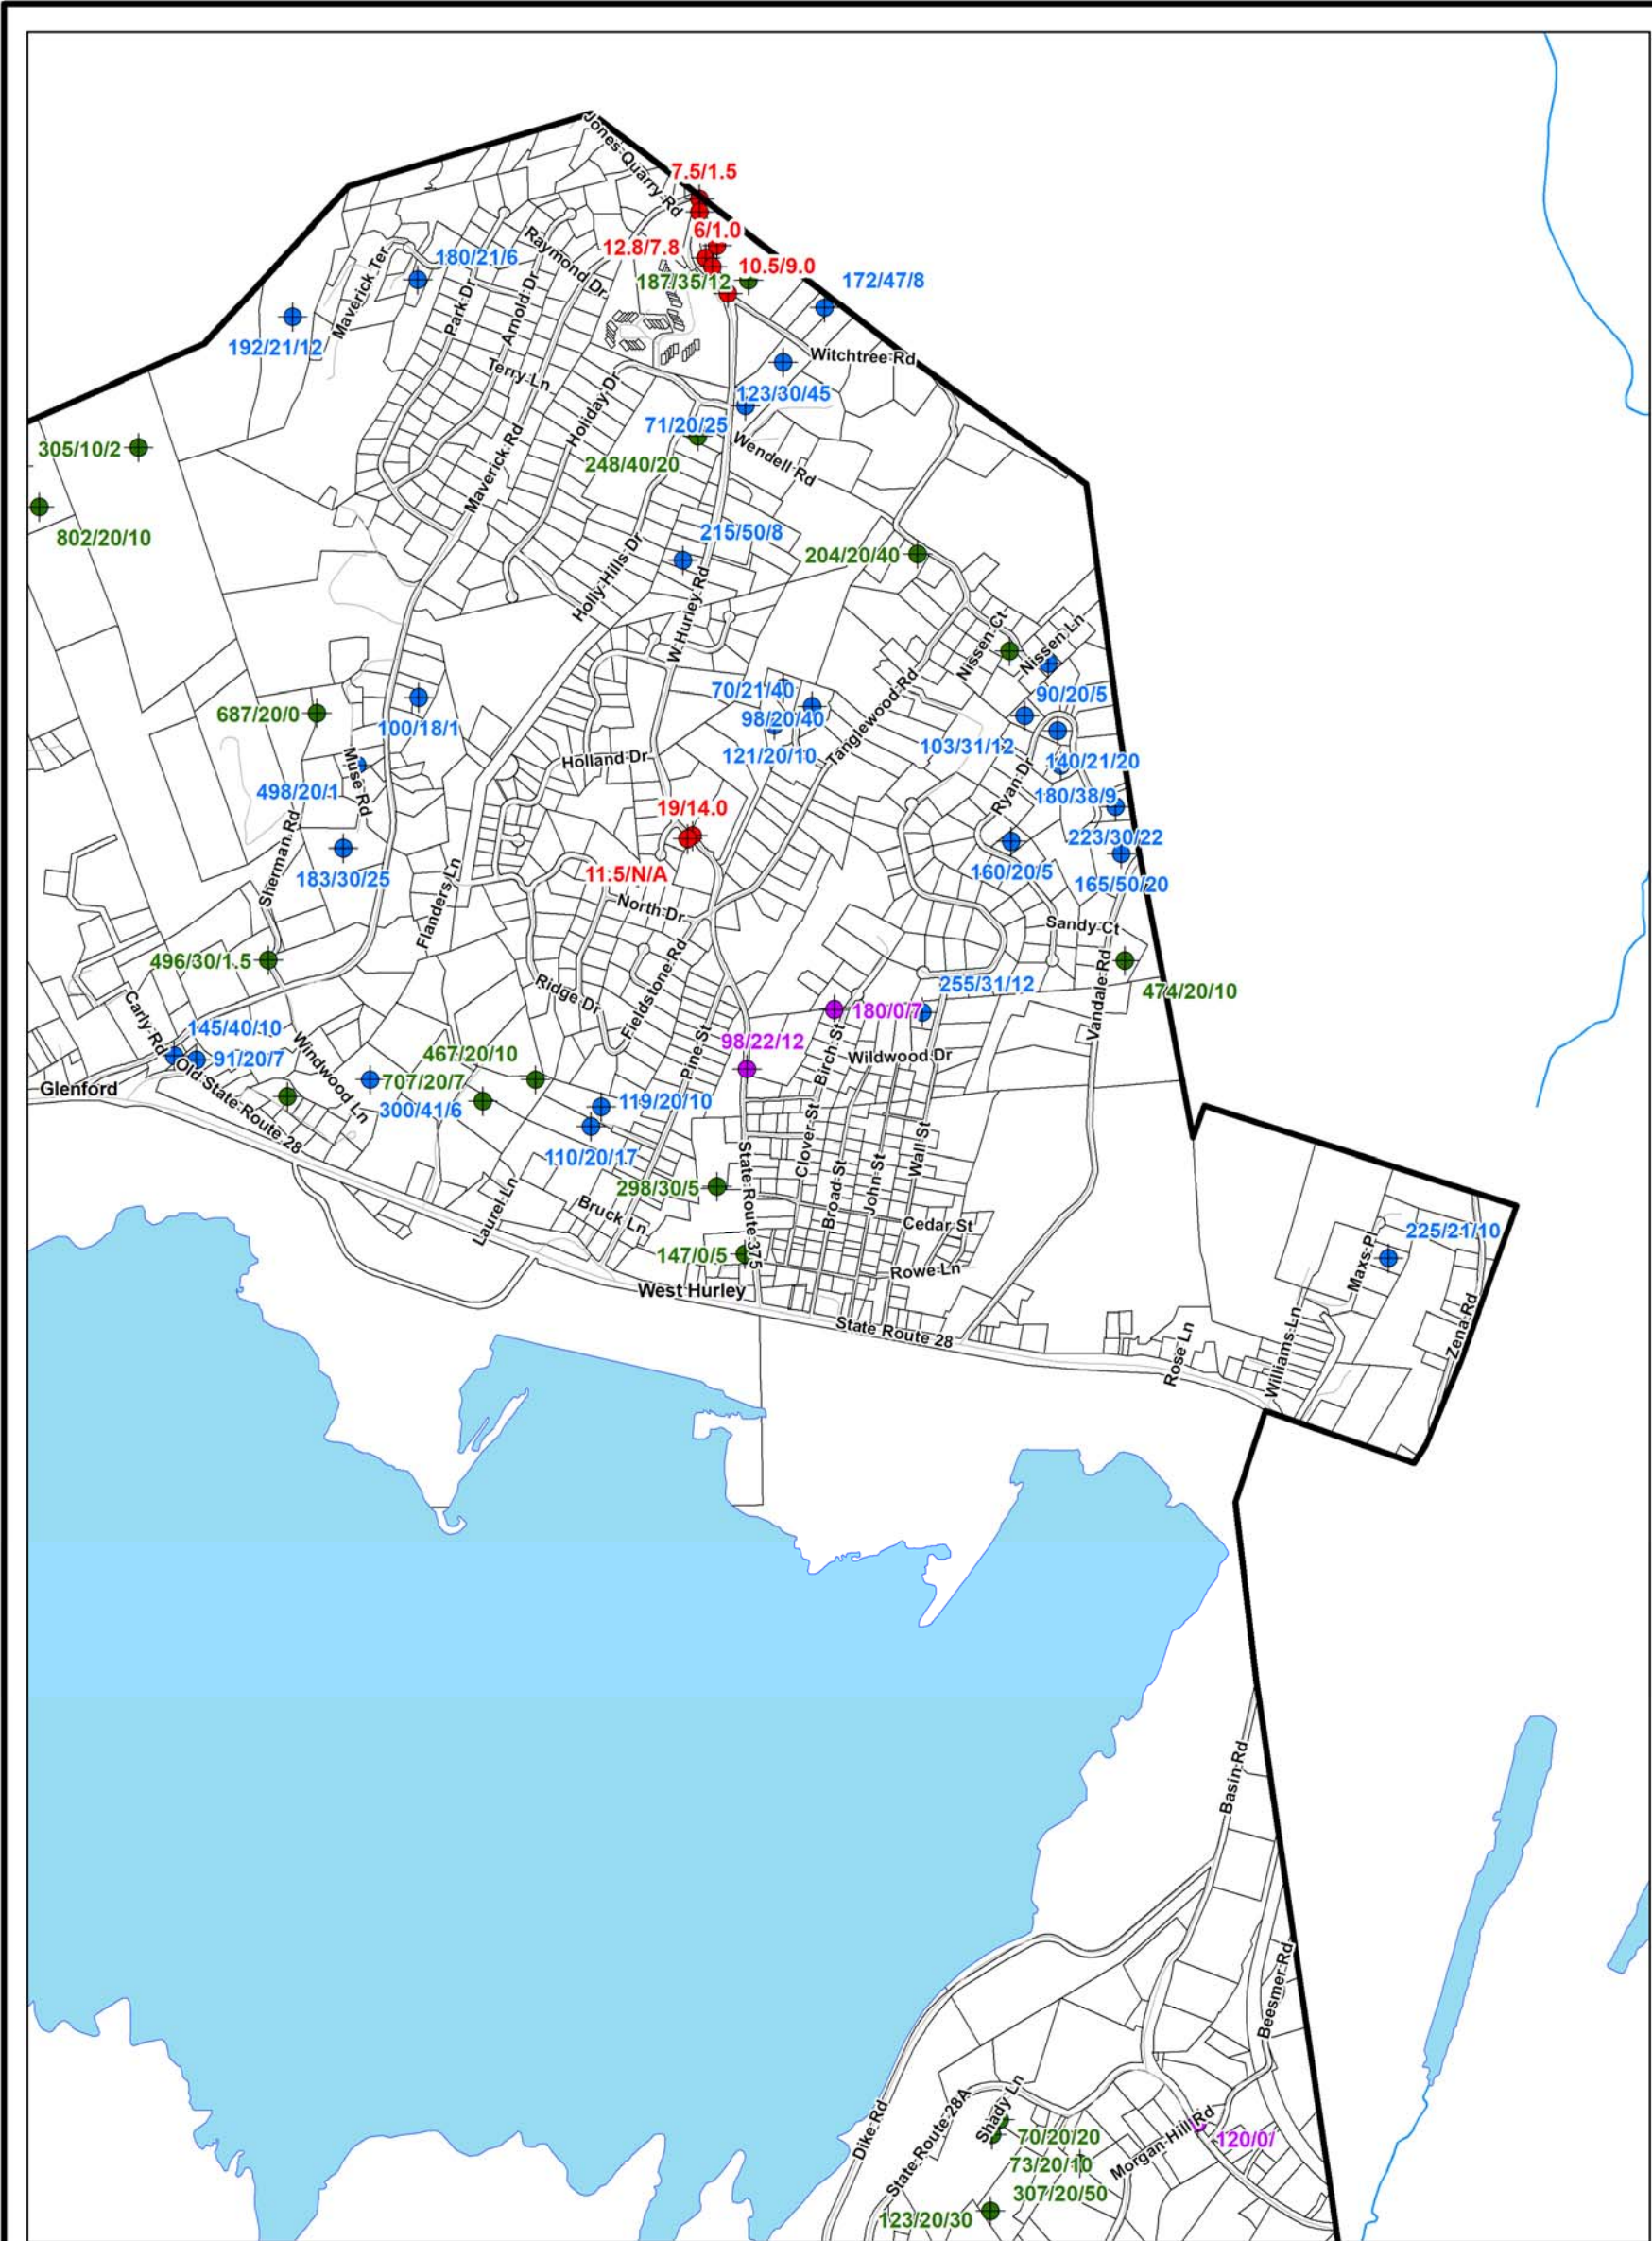 Jones Quarry Rd
7.5/1.5
6/1.0
12.8/7.8
Raymond Dr
180/21/6
10.5/9.0
187/35/12
172/47/8
Maverick Ter
Park Dr
Arnold Dr
192/21/12
Witchtree Rd
Terry Ln
123/30/45
Holiday Dr
71/20/25
305/10/2
Maverick Rd
248/40/20
Wendell Rd
802/20/10
215/50/8
204/20/40
Holly Hills Dr
W Hurley Rd
Nissen Ct
Nissen Ln
70/21/40
90/20/5
687/20/0
98/20/40
100/18/1
Tanglewood Rd
103/31/12
121/20/10
Holland Dr
140/21/20
Muse Rd
498/20/1
Ryan Dr
180/38/9
19/14.0
223/30/22
Sherman Rd
183/30/25
11.5/N/A
160/20/5
165/50/20
Flanders Ln
North Dr
Sandy Ct
496/30/1.5
Fieldstone Rd
Ridge Dr
255/31/12
474/20/10
Vandale Rd
Carly Rd
180/0/7
145/40/10
98/22/12
Windwood Ln
467/20/10
Pine St
Birch St
Wildwood Dr
91/20/7
Glenford
Old State Route 28
707/20/7
300/41/6
119/20/10
Clover St
Wall St
110/20/17
State Route 375
Broad St
John St
298/30/5
Laurel Ln
Bruck Ln
Cedar St
225/21/10
147/0/5
Maxs Pl
Rowe Ln
West Hurley
State Route 28
Rose Ln
Williams Ln
Zena Rd
Basin Rd
Beesmer Rd
Dike Rd
State Route 28A
Shady Ln
Morgan Hill Rd
70/20/20
120/0/
73/20/10
307/20/50
123/20/30